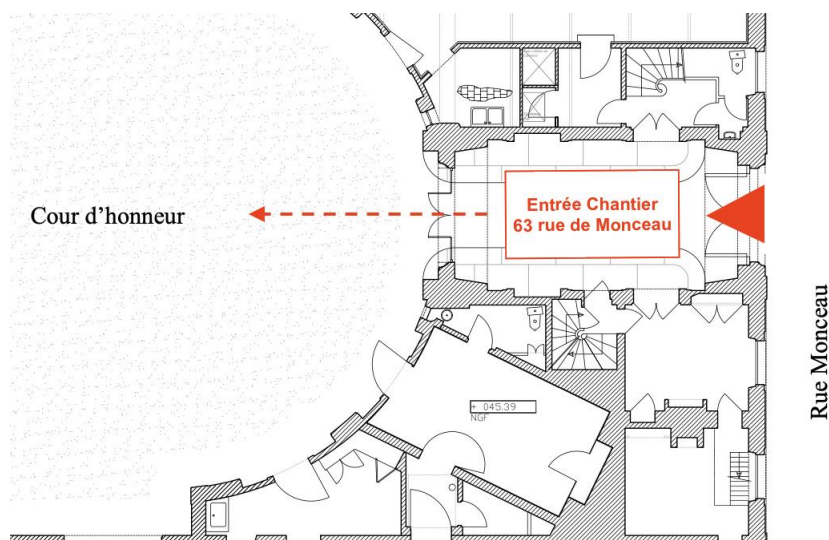 Entrée Chantier
63 rue de Monceau
Cour d'honneur
Rue Monceau
+ 045.39
NGF